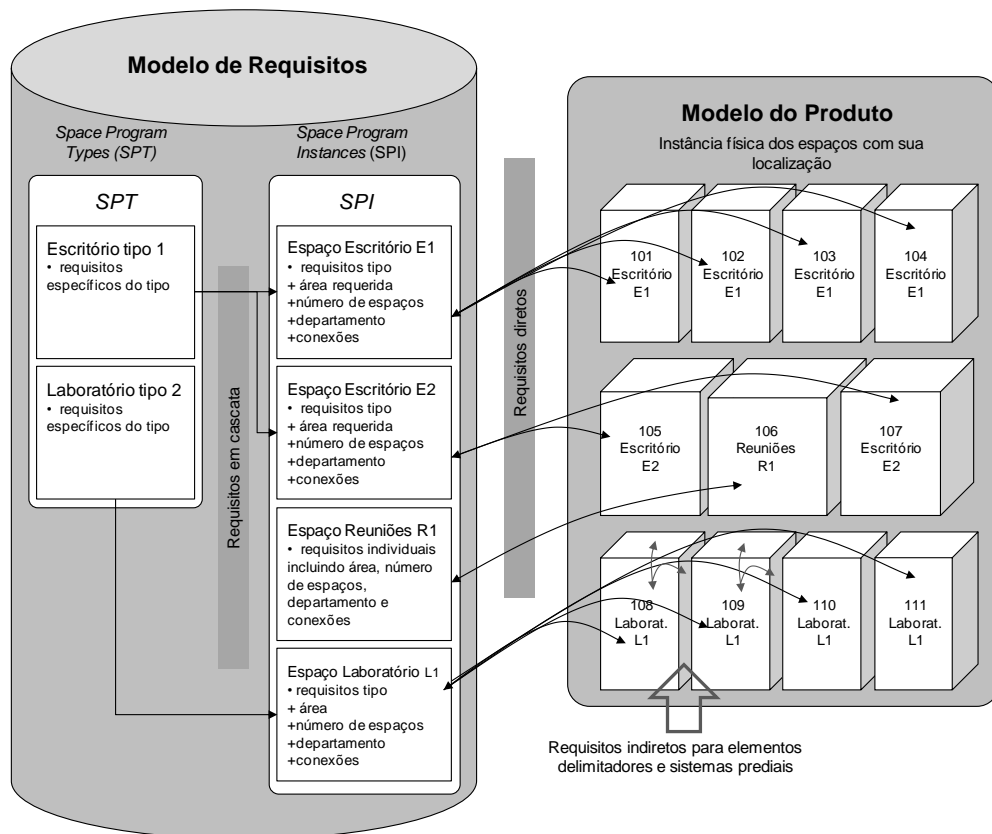 Modelo de Requisitos
Space Program
Types (SPT)
Space Program
Instances (SPI)
SPT
Escritório tipo 1
• requisitos
específicos do tipo
Laboratório tipo 2
• requisitos
específicos do tipo
Requisitos em cascata
SPI
Espaço Escritório E1
• requisitos tipo
+ área requerida
+número de espaços
+departamento
+conexões
Espaço Escritório E2
• requisitos tipo
+ área requerida
+número de espaços
+departamento
+conexões
Espaço Reuniões R1
• requisitos individuais
incluindo área, número
de espaços,
departamento e
conexões
Espaço Laboratório L1
• requisitos tipo
+ área
+número de espaços
+departamento
+conexões
Requisitos diretos
Modelo do Produto
Instância física dos espaços com sua
localização
101
Escritório
E1
102
Escritório
E1
103
Escritório
E1
104
Escritório
E1
105
Escritório
E2
106
Reuniões
R1
107
Escritório
E2
108
Laborat.
L1
109
Laborat.
L1
110
Laborat.
L1
111
Laborat.
L1
Requisitos indiretos para elementos
delimitadores e sistemas prediais